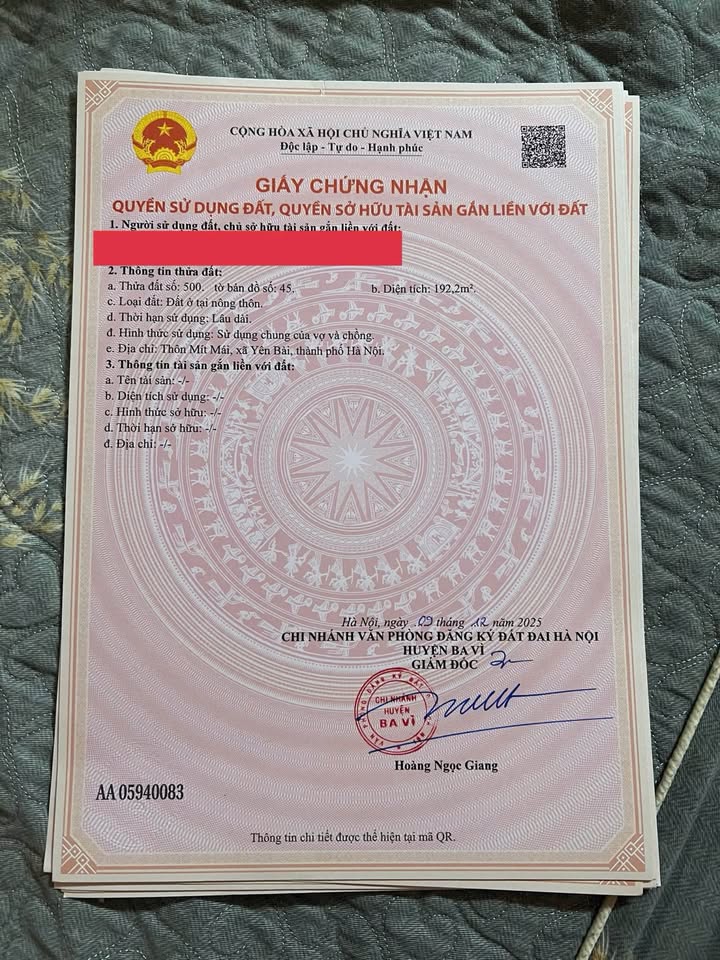 CỘNG HÒA XÃ HỘI CHỦ NGHĨA VIỆT NAM
Độc lập - Tự do - Hạnh phúc
GIẤY CHỨNG NHẬN
QUYỀN SỬ DỤNG ĐẤT, QUYỀN SỞ HỮU TÀI SẢN GẮN LIỀN VỚI ĐẤT
1. Người sử dụng đất, chủ sở hữu tài sản gắn liền với đất:
2. Thông tin thửa đất:
a. Thửa đất số: 500. tờ bản đồ số: 45. b. Diện tích: 192,2m².
c. Loại đất: Đất ở tại nông thôn.
d. Thời hạn sử dụng: Lâu dài.
đ. Hình thức sử dụng: Sử dụng chung của vợ và chồng.
e. Địa chỉ: Thôn Mít Mái, xã Yên Bài, thành phố Hà Nội.
3. Thông tin tài sản gắn liền với đất:
a. Tên tài sản: -/-
b. Diện tích sử dụng: -/-
c. Hình thức sở hữu: -/-
d. Thời hạn sở hữu: -/-
đ. Địa chỉ: -/-
Hà Nội, ngày 09 tháng 12 năm 2025
CHI NHÁNH VĂN PHÒNG ĐĂNG KÝ ĐẤT ĐAI HÀ NỘI
HUYỆN BA VÌ
GIÁM ĐỐC
CHI NHÁNH
HUYỆN
BA VÌ
Hoàng Ngọc Giang
AA 05940083
Thông tin chi tiết được thể hiện tại mã QR.